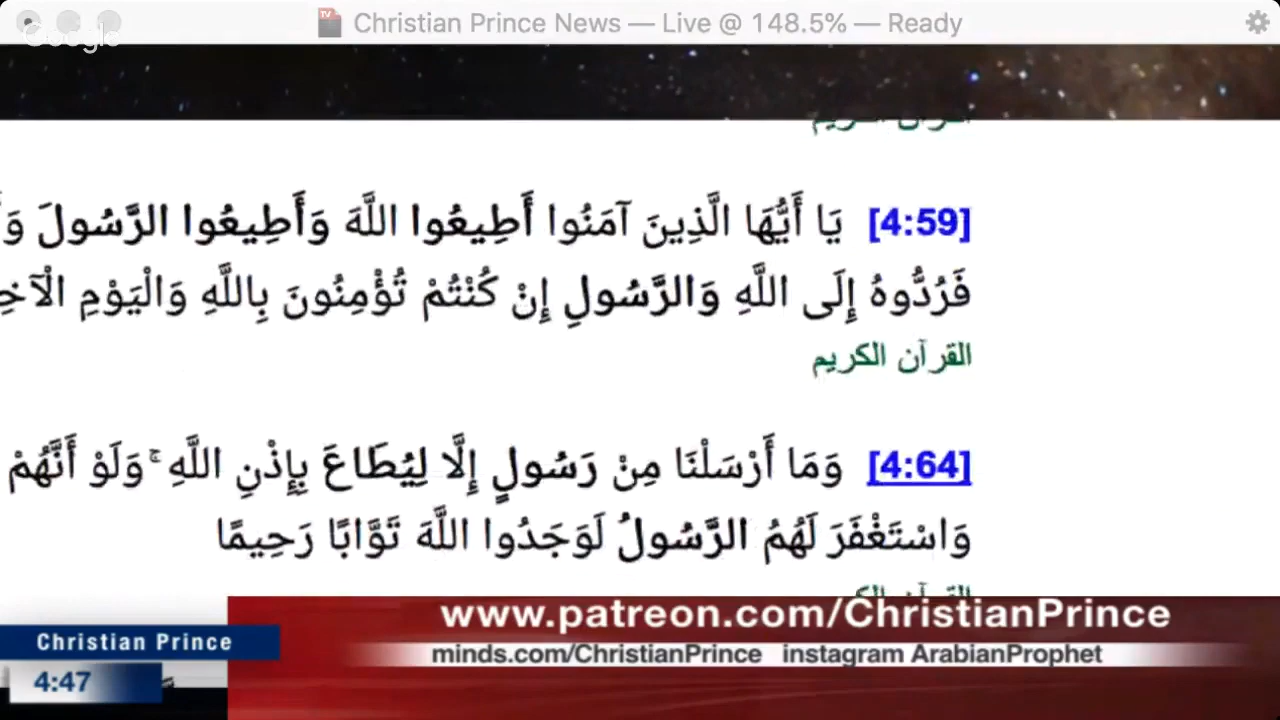 Christian Prince News — Live @ 148.5% — Ready
Google
[4:59] يَا أَيُّهَا الَّذِينَ آمَنُوا أَطِيعُوا اللَّهَ وَأَطِيعُوا الرَّسُولَ
فَرُدُّوهُ إِلَى اللَّهِ وَالرَّسُولِ إِنْ كُنْتُمْ تُؤْمِنُونَ بِاللَّهِ وَالْيَوْمِ
القرآن الكريم
[4:64] وَمَا أَرْسَلْنَا مِنْ رَسُولٍ إِلَّا لِيُطَاعَ بِإِذْنِ اللَّهِ ۚ وَلَوْ أَنَّهُمْ
وَاسْتَغْفَرَ لَهُمُ الرَّسُولُ لَوَجَدُوا اللَّهَ تَوَّابًا رَحِيمًا
www.patreon.com/ChristianPrince
Christian Prince
minds.com/ChristianPrince instagram ArabianProphet
4:47